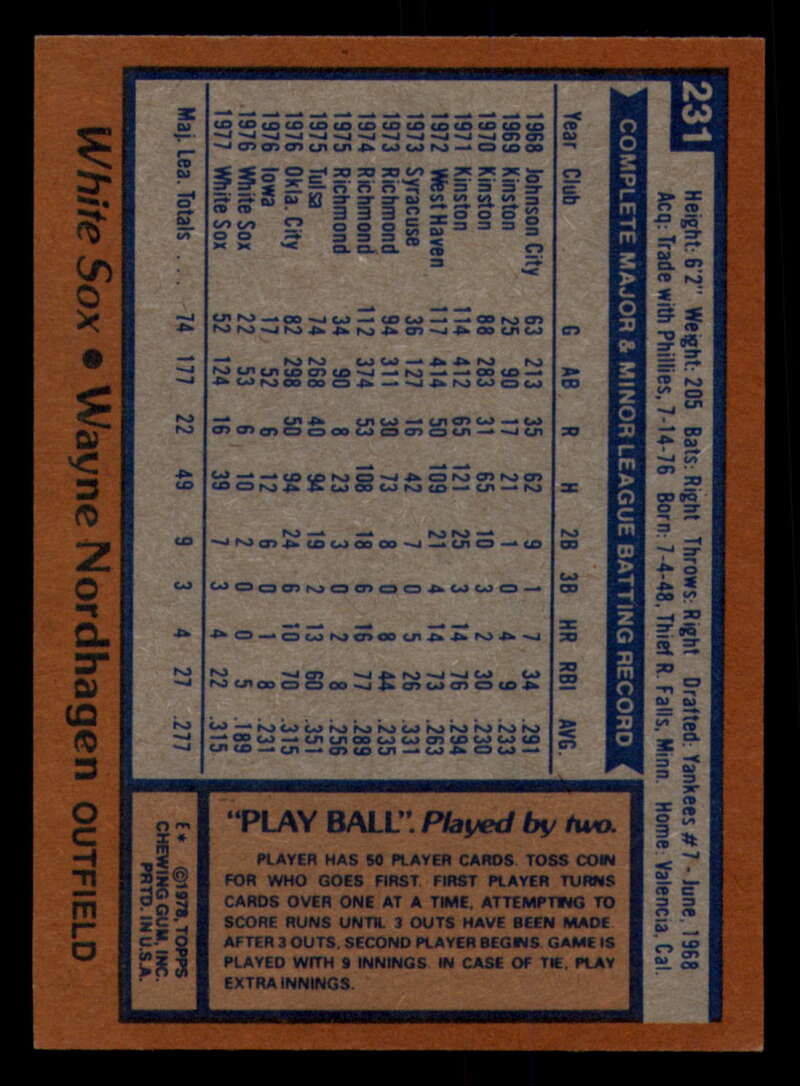 231
Height: 6'2" Weight: 205 Bats: Right Throws: Right Drafted: Yankees #7 - June, 1968
Acq: Trade with Phillies, 7-14-76 Born: 7-4-48, Thief R. Falls, Minn. Home: Valencia, Cal.
COMPLETE MAJOR & MINOR LEAGUE BATTING RECORD
Year Club G AB R H 2B 3B HR RBI AVG.
1968 Johnson City 63 213 35 62 9 1 7 34 .291
1969 Kinston 25 90 17 21 1 0 4 9 .233
1970 Kinston 88 283 31 65 10 3 2 30 .230
1971 Kinston 114 412 65 121 25 3 14 76 .294
1972 West Haven 117 414 50 109 21 4 14 73 .263
1973 Syracuse 36 127 16 42 7 0 5 26 .331
1973 Richmond 94 311 30 73 8 0 8 44 .235
1974 Richmond 112 374 53 108 18 6 16 77 .289
1975 Richmond 34 90 8 23 3 0 2 8 .256
1975 Tulsa 74 268 40 94 19 2 13 60 .351
1976 Okla. City 82 298 50 94 24 6 10 70 .315
1976 Iowa 17 52 6 12 6 0 1 8 .231
1976 White Sox 22 53 6 10 2 0 0 5 .189
1977 White Sox 52 124 16 39 7 3 4 22 .315
Maj. Lea. Totals . . . 74 177 22 49 9 3 4 27 .277
"PLAY BALL". Played by two.
PLAYER HAS 50 PLAYER CARDS. TOSS COIN
FOR WHO GOES FIRST. FIRST PLAYER TURNS
CARDS OVER ONE AT A TIME, ATTEMPTING TO
SCORE RUNS UNTIL 3 OUTS HAVE BEEN MADE.
AFTER 3 OUTS, SECOND PLAYER BEGINS. GAME IS
PLAYED WITH 9 INNINGS. IN CASE OF TIE, PLAY
EXTRA INNINGS.
E* ©1978, TOPPS
CHEWING GUM, INC.
PRTD. IN U.S.A.
White Sox • Wayne Nordhagen OUTFIELD